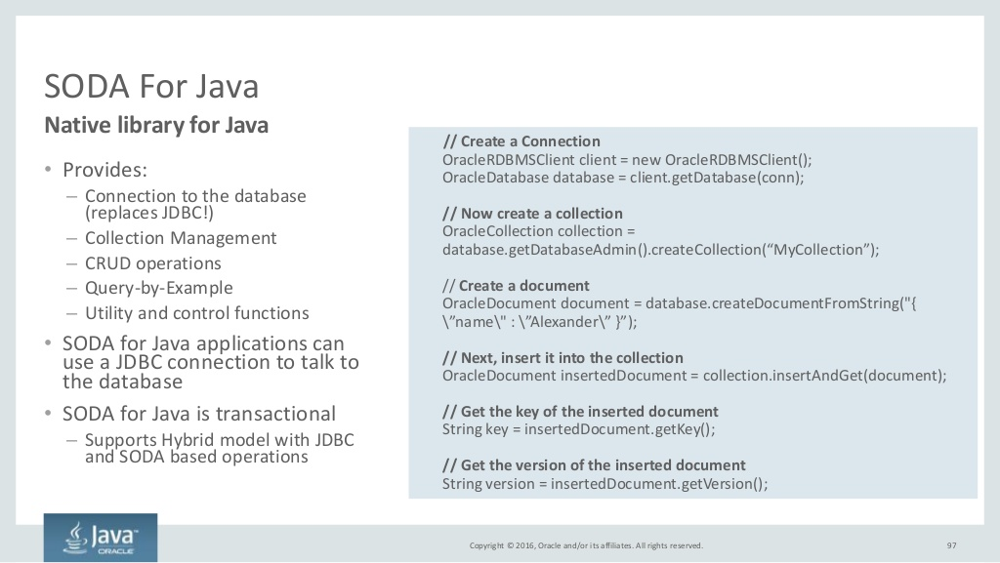 SODA For Java
Native library for Java
• Provides:
– Connection to the database
(replaces JDBC!)
– Collection Management
– CRUD operations
– Query-by-Example
– Utility and control functions
• SODA for Java applications can
use a JDBC connection to talk to
the database
• SODA for Java is transactional
– Supports Hybrid model with JDBC
and SODA based operations
// Create a Connection
OracleRDBMSClient client = new OracleRDBMSClient();
OracleDatabase database = client.getDatabase(conn);
// Now create a collection
OracleCollection collection =
database.getDatabaseAdmin().createCollection(“MyCollection”);
// Create a document
OracleDocument document = database.createDocumentFromString("{
\”name\" : \”Alexander\” }”);
// Next, insert it into the collection
OracleDocument insertedDocument = collection.insertAndGet(document);
// Get the key of the inserted document
String key = insertedDocument.getKey();
// Get the version of the inserted document
String version = insertedDocument.getVersion();
Java™
ORACLE
Copyright © 2016, Oracle and/or its affiliates. All rights reserved.
97